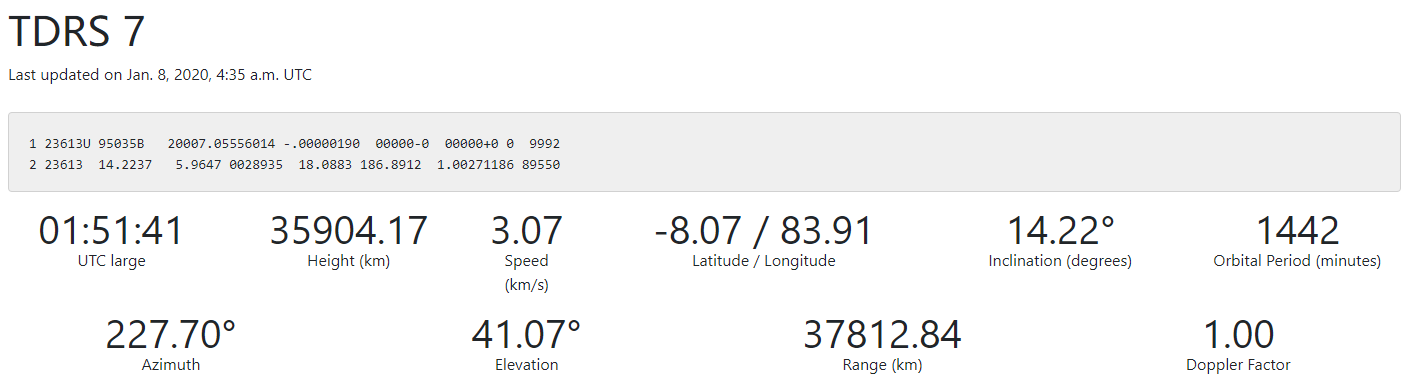 TDRS 7
Last updated on Jan. 8, 2020, 4:35 a.m. UTC
1 23613U 95035B   20007.05556014 -.00000190  00000-0  00000+0 0  9992
2 23613  14.2237   5.9647 0028935  18.0883 186.8912  1.00271186 89550
01:51:41
UTC large
35904.17
Height (km)
3.07
Speed
(km/s)
-8.07 / 83.91
Latitude / Longitude
14.22°
Inclination (degrees)
1442
Orbital Period (minutes)
227.70°
Azimuth
41.07°
Elevation
37812.84
Range (km)
1.00
Doppler Factor